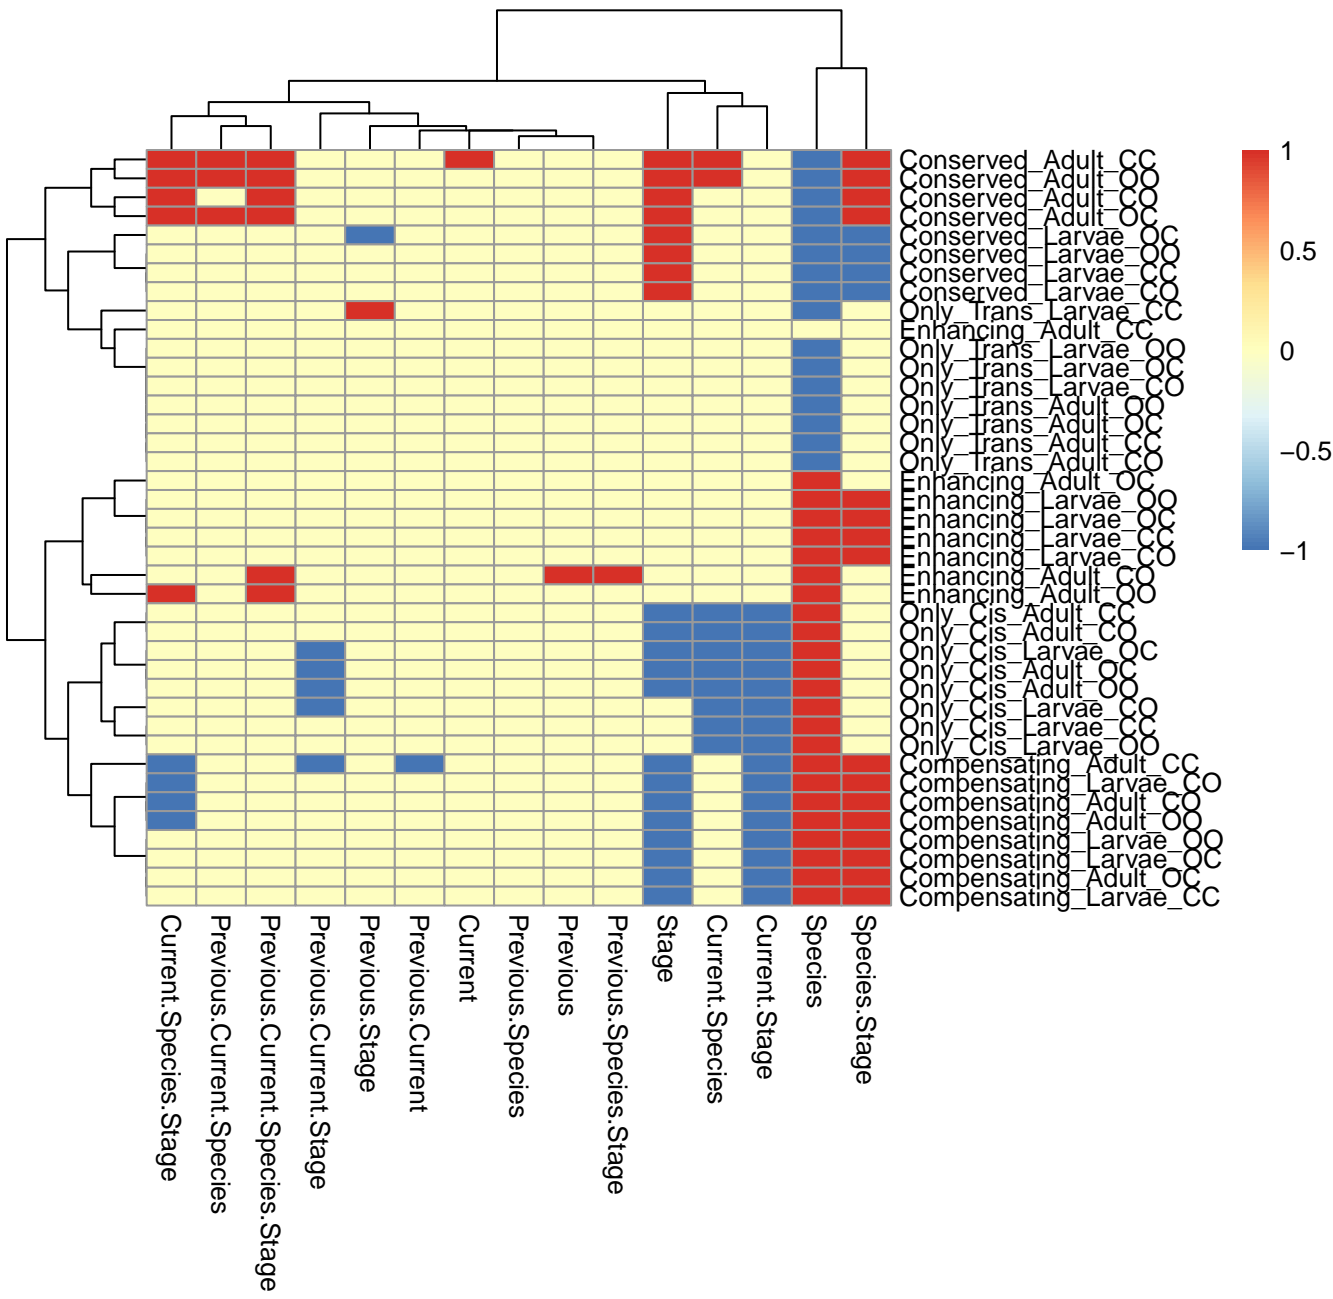 Conserved_Adult_CC
Conserved_Adult_OO
Conserved_Adult_CO
Conserved_Adult_OC
Conserved_Larvae_OC
Conserved_Larvae_OO
Conserved_Larvae_CC
Conserved_Larvae_CO
Only_Trans_Larvae_CC
Enhancing_Adult_CC
Only_Trans_Larvae_OO
Only_Trans_Larvae_OC
Only_Trans_Larvae_CO
Only_Trans_Adult_OO
Only_Trans_Adult_OC
Only_Trans_Adult_CC
Only_Trans_Adult_CO
Enhancing_Adult_OC
Enhancing_Larvae_OO
Enhancing_Larvae_OC
Enhancing_Larvae_CC
Enhancing_Larvae_CO
Enhancing_Adult_CO
Enhancing_Adult_OO
Only_Cis_Adult_CC
Only_Cis_Adult_CO
Only_Cis_Larvae_OC
Only_Cis_Adult_OC
Only_Cis_Adult_OO
Only_Cis_Larvae_CO
Only_Cis_Larvae_CC
Only_Cis_Larvae_OO
Compensating_Adult_CC
Compensating_Larvae_CO
Compensating_Adult_CO
Compensating_Adult_OO
Compensating_Larvae_OO
Compensating_Larvae_OC
Compensating_Adult_OC
Compensating_Larvae_CC
1
0.5
0
−0.5
−1
Current.Species.Stage
Previous.Current.Species
Previous.Current.Species.Stage
Previous.Current.Stage
Previous.Stage
Previous.Current
Current
Previous.Species
Previous
Previous.Species.Stage
Stage
Current.Species
Current.Stage
Species
Species.Stage